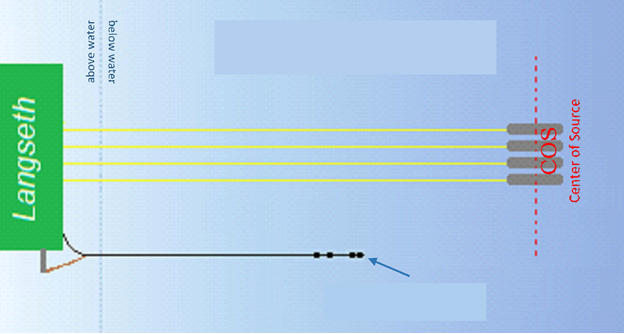 above water
below water
Langseth
COS
Center of Source